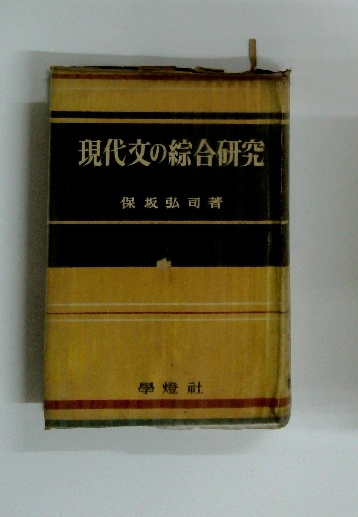 現代文の綜合研究
保坂弘司著
學燈社